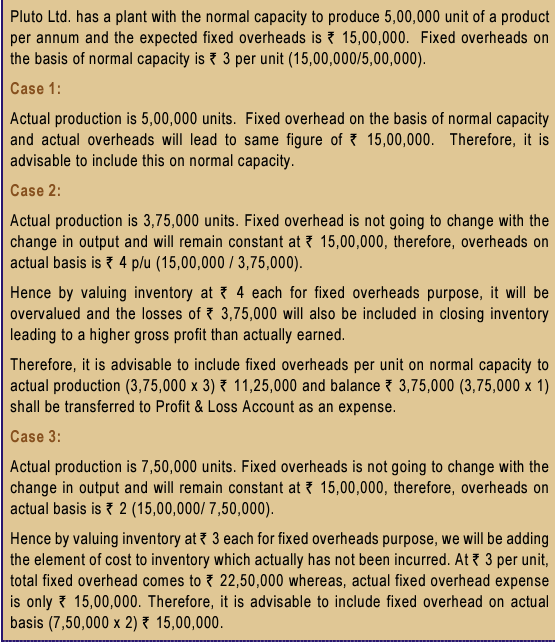 Pluto Ltd. has a plant with the normal capacity to produce 5,00,000 unit of a product
per annum and the expected fixed overheads is ₹ 15,00,000. Fixed overheads on
the basis of normal capacity is ₹ 3 per unit (15,00,000/5,00,000).
Case 1:
Actual production is 5,00,000 units. Fixed overhead on the basis of normal capacity
and actual overheads will lead to same figure of ₹ 15,00,000. Therefore, it is
advisable to include this on normal capacity.
Case 2:
Actual production is 3,75,000 units. Fixed overhead is not going to change with the
change in output and will remain constant at ₹ 15,00,000, therefore, overheads on
actual basis is ₹ 4 p/u (15,00,000 / 3,75,000).
Hence by valuing inventory at ₹ 4 each for fixed overheads purpose, it will be
overvalued and the losses of ₹ 3,75,000 will also be included in closing inventory
leading to a higher gross profit than actually earned.
Therefore, it is advisable to include fixed overheads per unit on normal capacity to
actual production (3,75,000 x 3) ₹ 11,25,000 and balance ₹ 3,75,000 (3,75,000 x 1)
shall be transferred to Profit & Loss Account as an expense.
Case 3:
Actual production is 7,50,000 units. Fixed overheads is not going to change with the
change in output and will remain constant at ₹ 15,00,000, therefore, overheads on
actual basis is ₹ 2 (15,00,000/ 7,50,000).
Hence by valuing inventory at ₹ 3 each for fixed overheads purpose, we will be adding
the element of cost to inventory which actually has not been incurred. At ₹ 3 per unit,
total fixed overhead comes to ₹ 22,50,000 whereas, actual fixed overhead expense
is only ₹ 15,00,000. Therefore, it is advisable to include fixed overhead on actual
basis (7,50,000 x 2) ₹ 15,00,000.